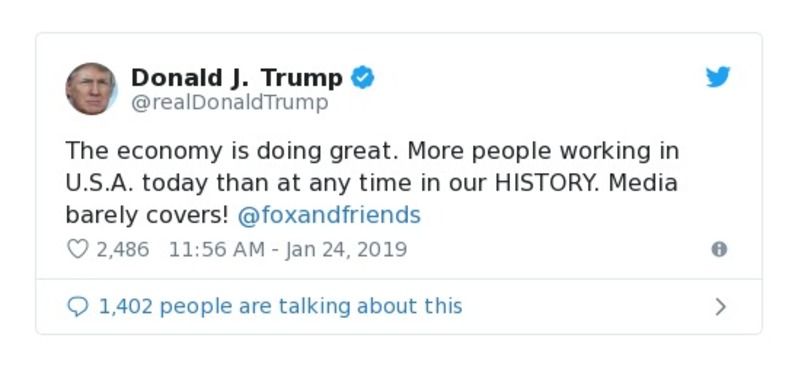 Donald J. Trump
@realDonaldTrump
The economy is doing great. More people working in
U.S.A. today than at any time in our HISTORY. Media
barely covers! @foxandfriends
2,486 11:56 AM - Jan 24, 2019
1,402 people are talking about this